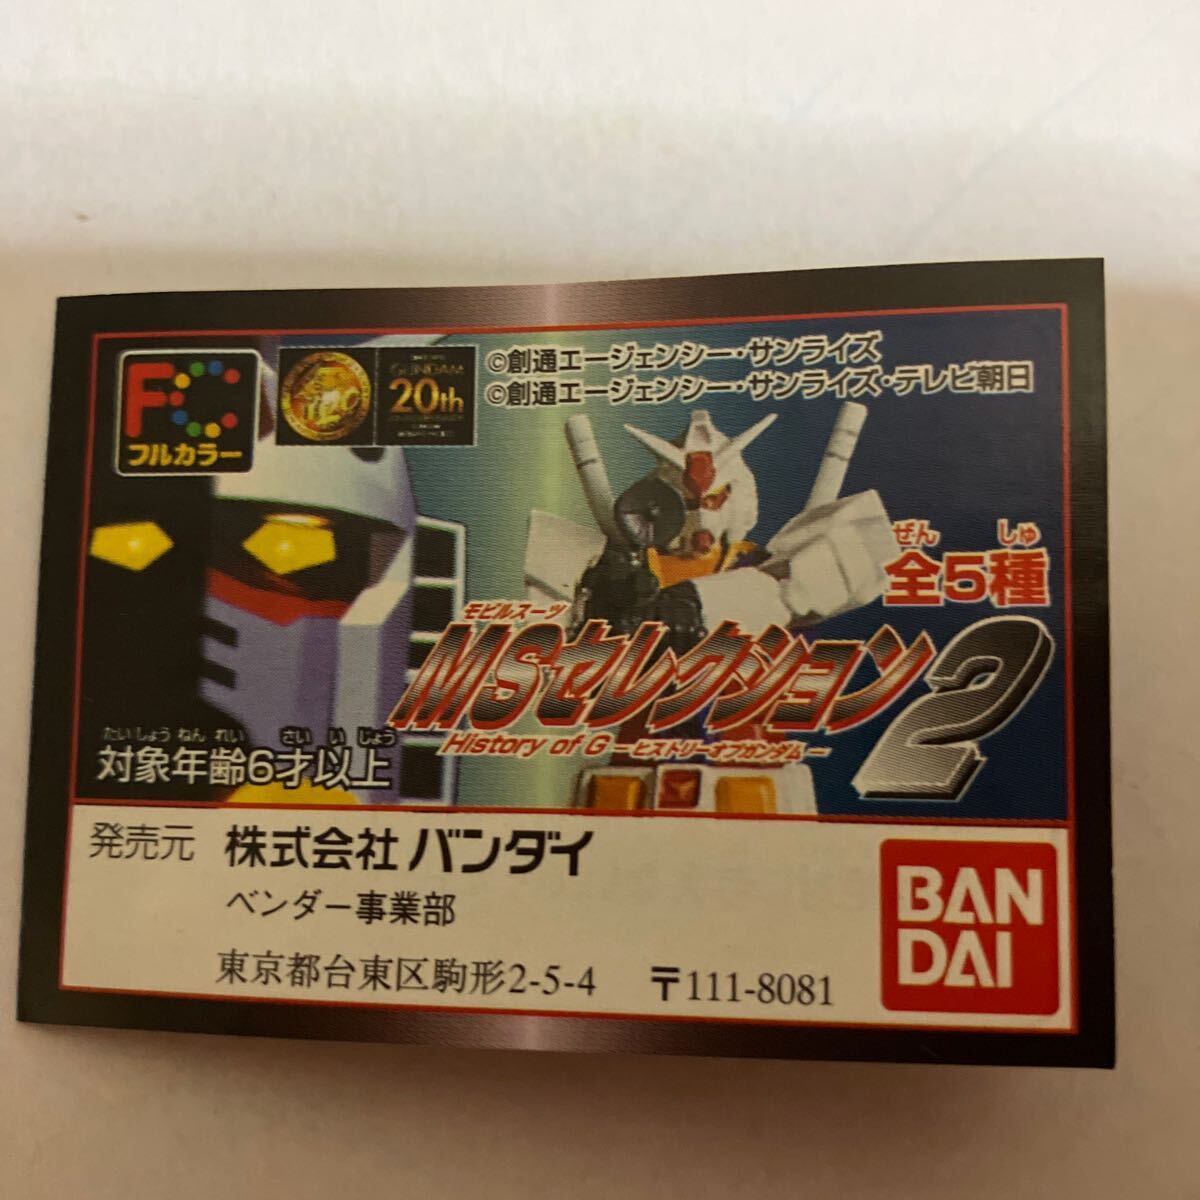 FC
フルカラー
GUNDAM
20th
©創通エージェンシー・サンライズ
©創通エージェンシー・サンライズ・テレビ朝日
ぜん しゅ
全5種
モビルスーツ
MSセレクション2
History of G ーヒストリーオブガンダムー
たいしょうねんれい さいいじょう
対象年齢6才以上
発売元 株式会社 バンダイ
ベンダー事業部
東京都台東区駒形2-5-4 〒111-8081
BAN
DAI